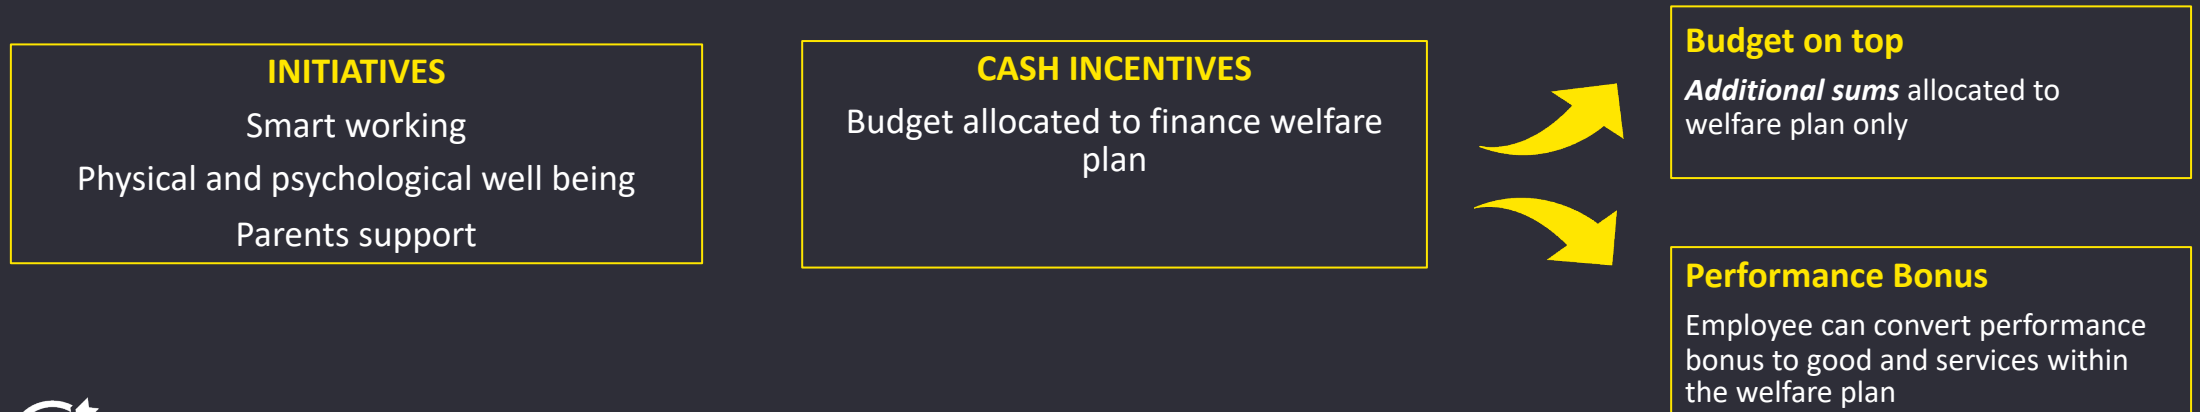 INITIATIVES
Smart working
Physical and psychological well being
Parents support
CASH INCENTIVES
Budget allocated to finance welfare
plan
Budget on top
Additional sums allocated to
welfare plan only
Performance Bonus
Employee can convert performance
bonus to good and services within
the welfare plan